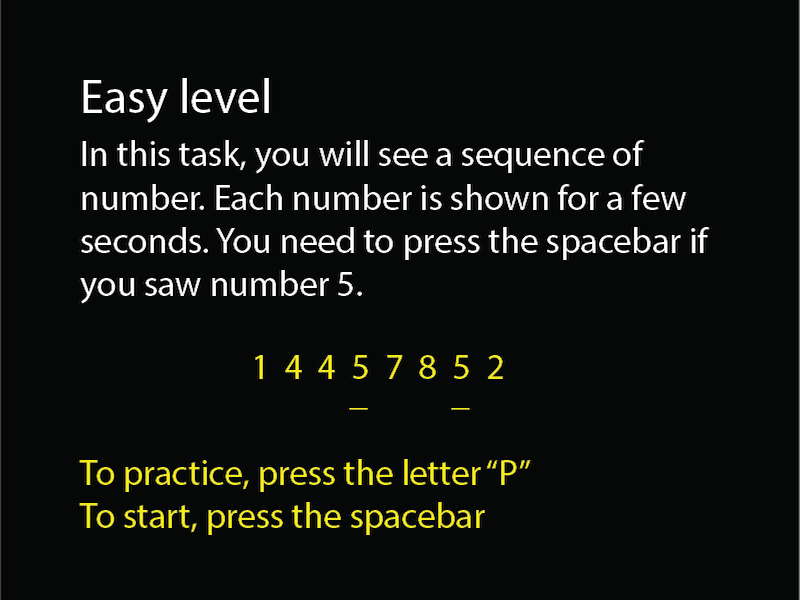 Easy level
In this task, you will see a sequence of
number. Each number is shown for a few
seconds. You need to press the spacebar if
you saw number 5.
1 4 4 5 7 8 5 2
To practice, press the letter “P”
To start, press the spacebar